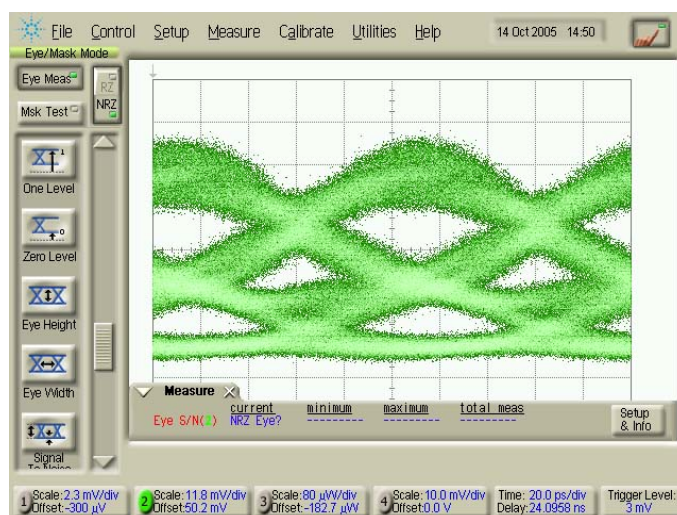 File Control Setup Measure Calibrate Utilities Help 14 Oct 2005 14:50
Eye/Mask Mode
Eye Meas
RZ
Msk Test
NRZ
One Level
Zero Level
Eye Height
Eye Width
Signal
To Noise
Measure
current minimum maximum total meas
Eye S/N(2) NRZ Eye? --------- --------- ---------
Setup
& Info
1 Scale:2.3 mV/div
Offset:-300 µV
2 Scale:11.8 mV/div
Offset:50.2 mV
3 Scale:80 µW/div
Offset:-182.7 µW
4 Scale:10.0 mV/div
Offset:0.0 V
Time: 20.0 ps/div
Delay:24.0958 ns
Trigger Level:
3 mV